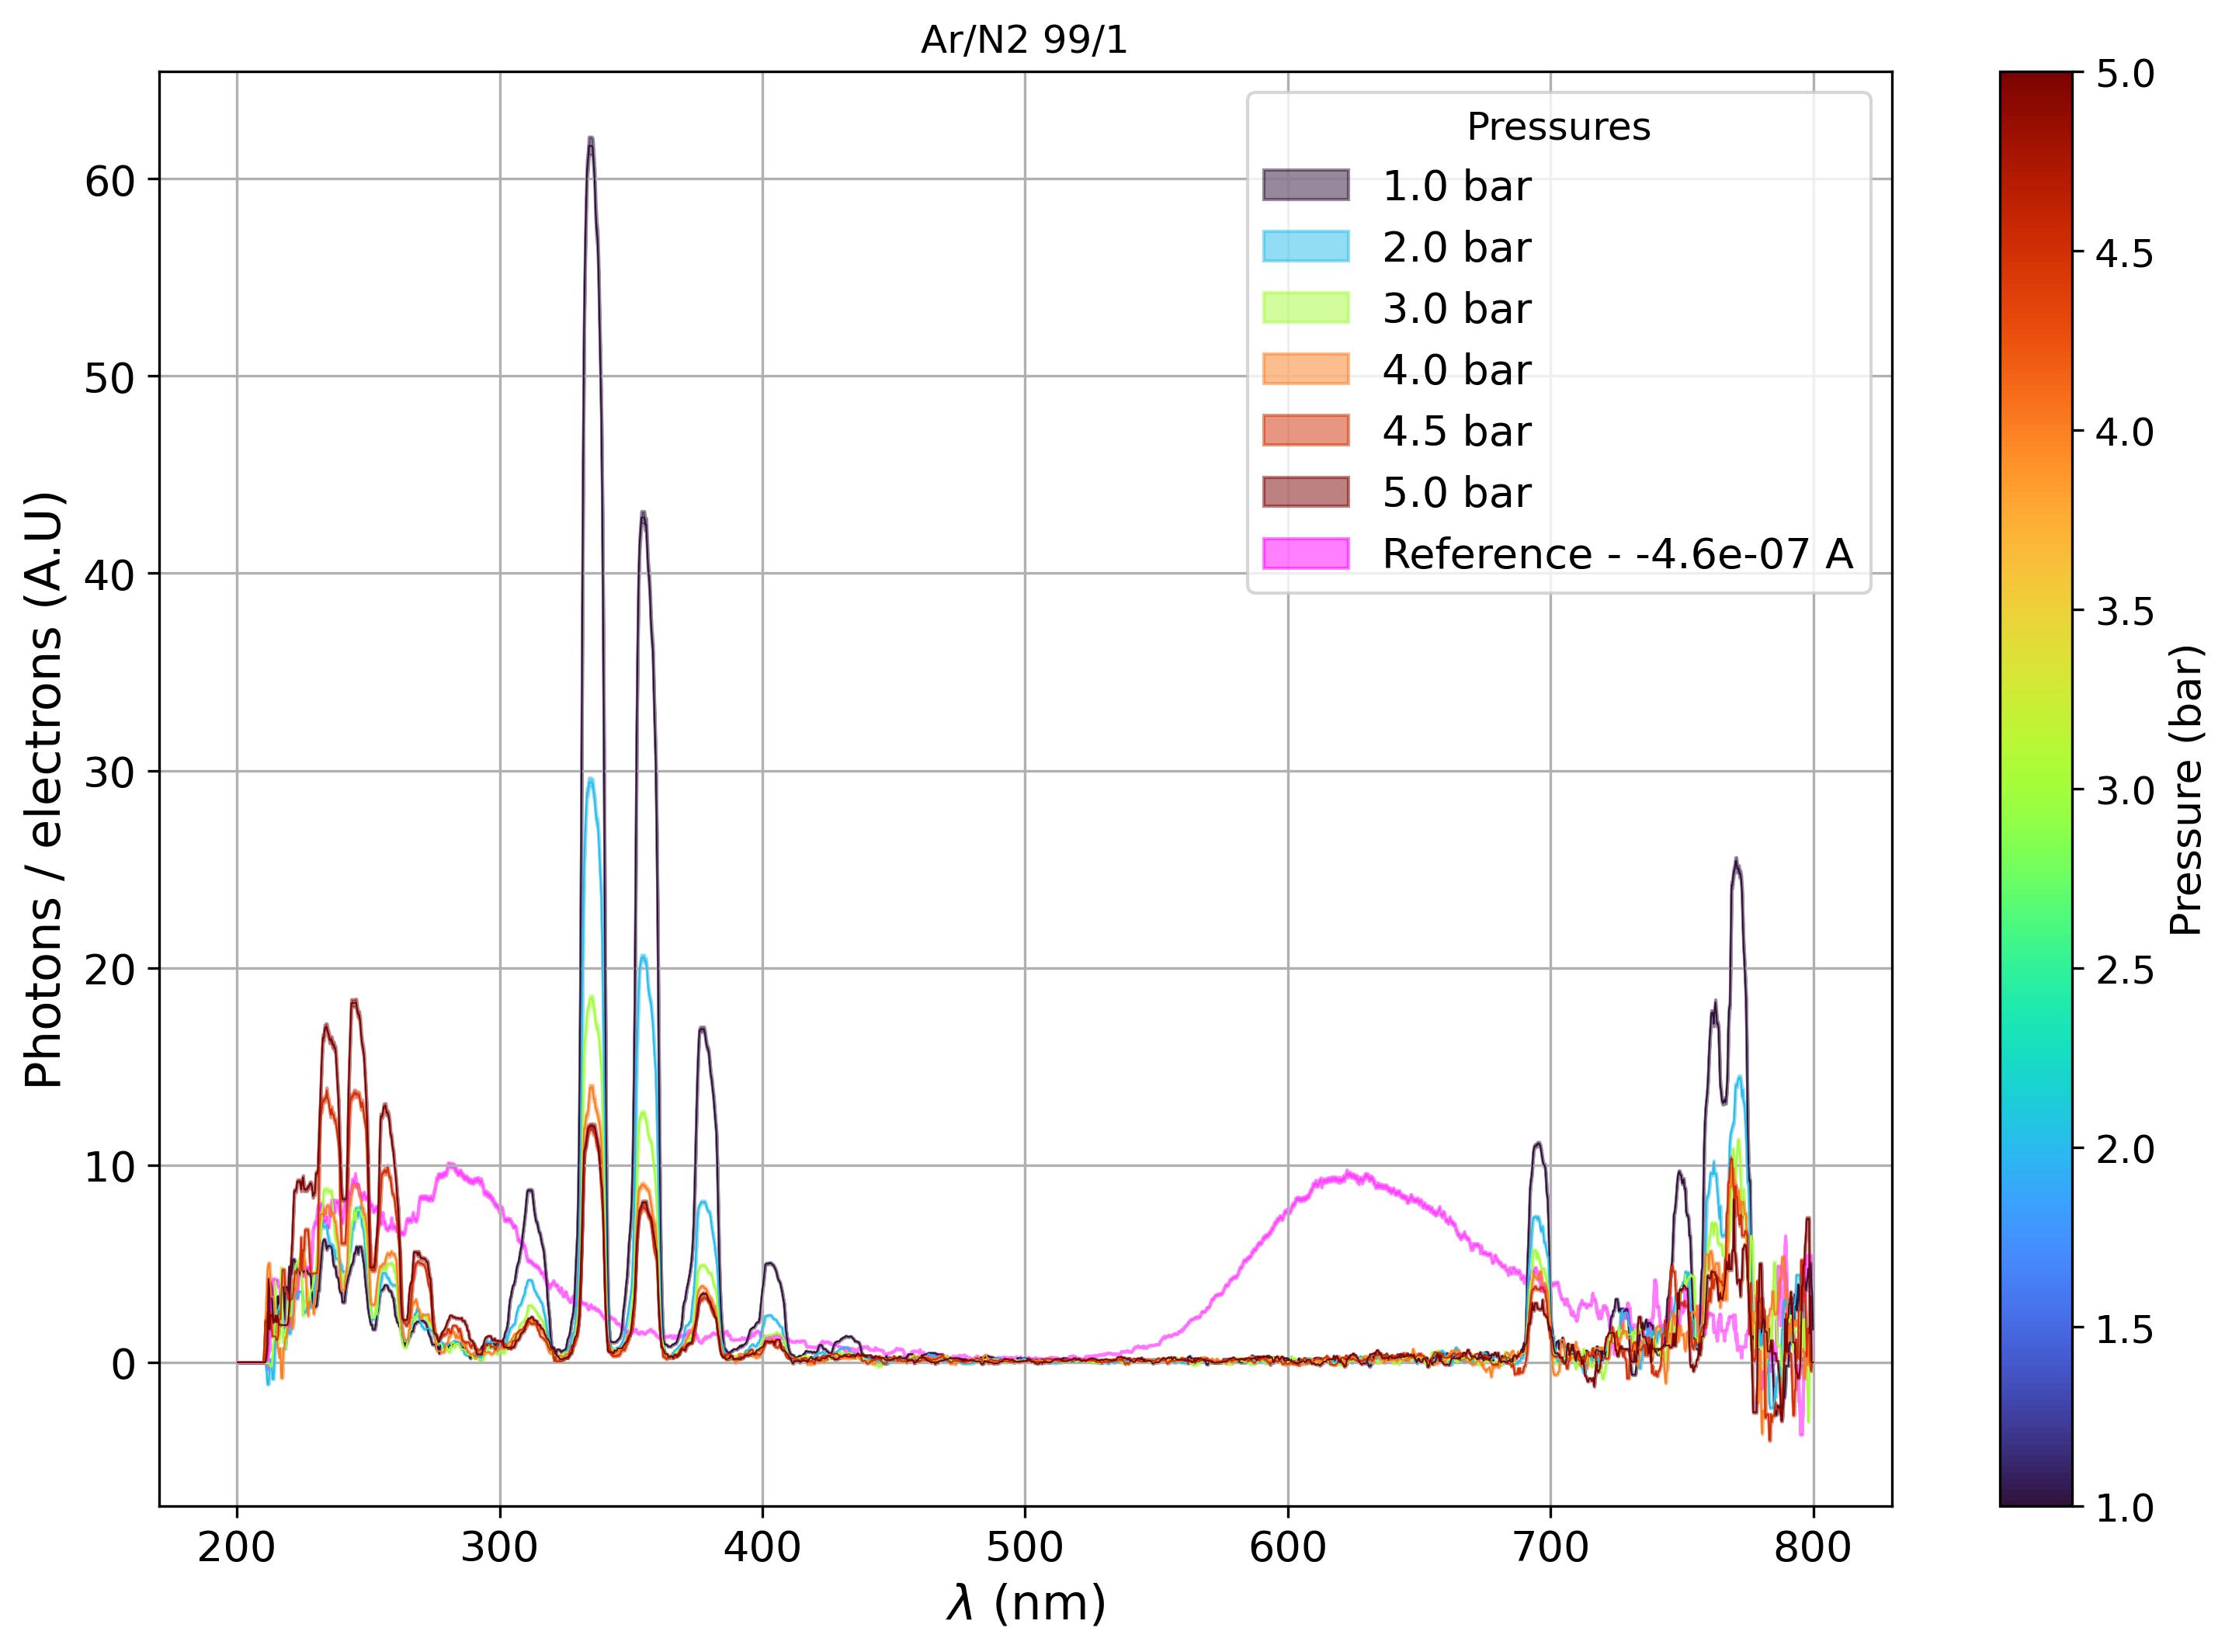 Ar/N2 99/1
Photons / electrons (A.U)
60
50
40
30
20
10
0
200
300
400
500
600
700
800
λ (nm)
Pressures
1.0 bar
2.0 bar
3.0 bar
4.0 bar
4.5 bar
5.0 bar
Reference - -4.6e-07 A
5.0
4.5
4.0
3.5
3.0
2.5
2.0
1.5
1.0
Pressure (bar)